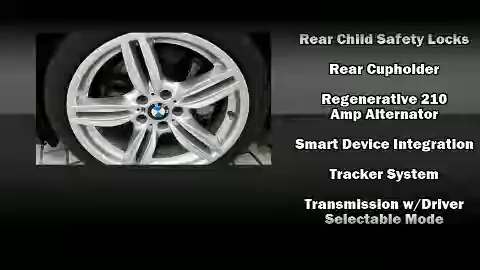 Rear Child Safety Locks
Rear Cupholder
Regenerative 210
Amp Alternator
Smart Device Integration
Tracker System
Transmission w/Driver
Selectable Mode